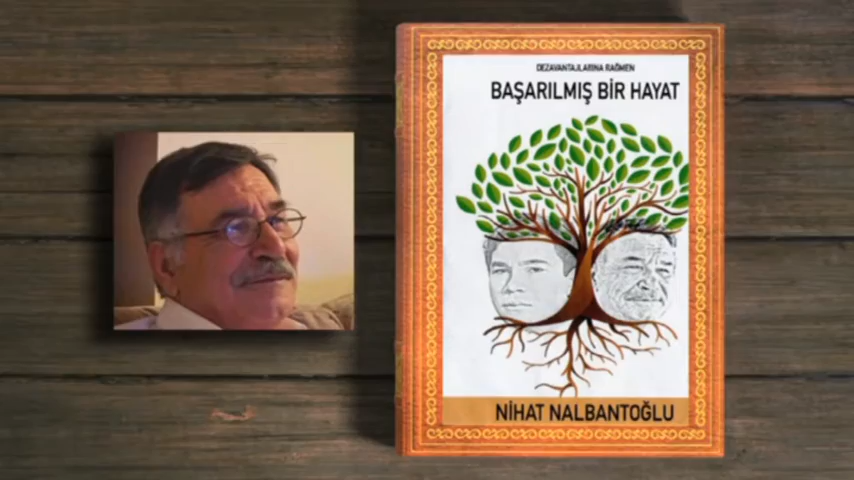 DEZAVANTAJLARINA RAĞMEN
BAŞARILMIŞ BİR HAYAT
NİHAT NALBANTOĞLU